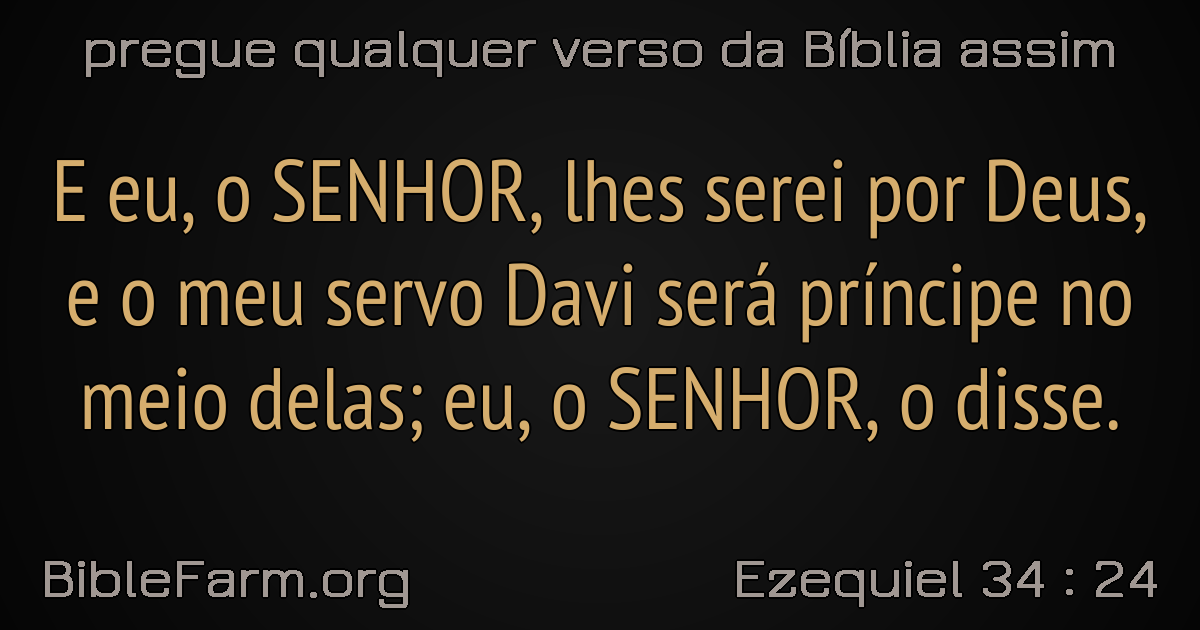 pregue qualquer verso da Bíblia assim
E eu, o SENHOR, lhes serei por Deus,
e o meu servo Davi será príncipe no
meio delas; eu, o SENHOR, o disse.
BibleFarm.org
Ezequiel 34 : 24